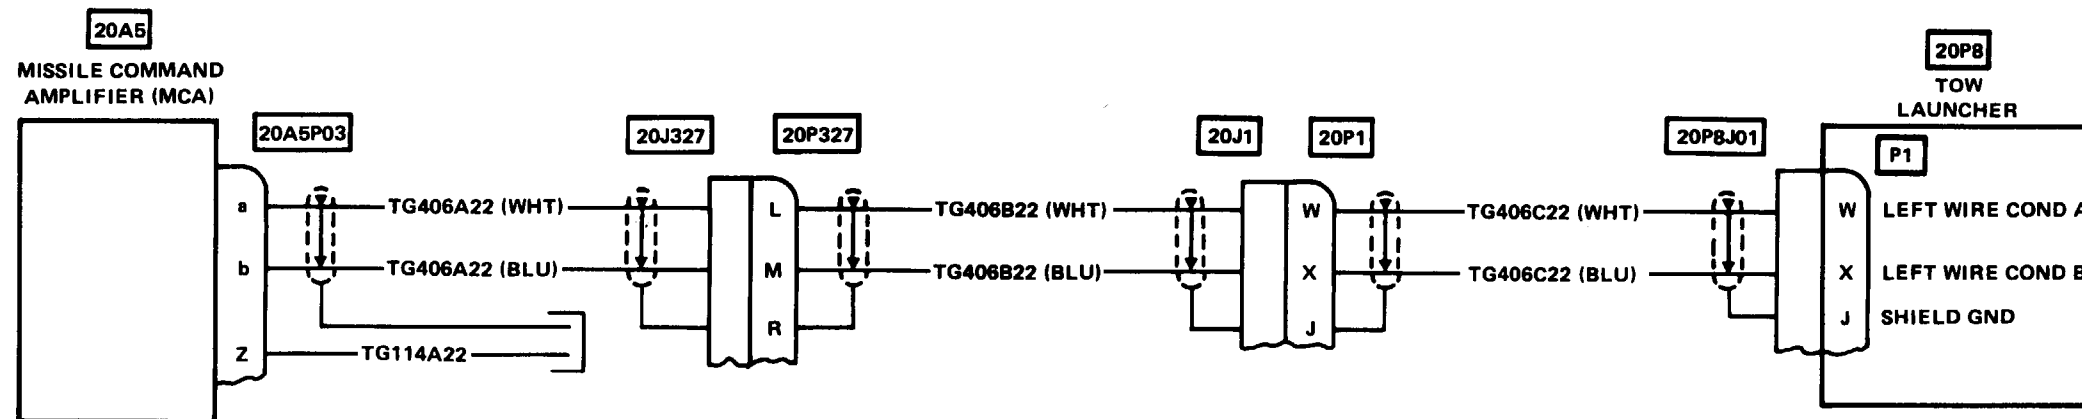 20A5
MISSILE COMMAND
AMPLIFIER (MCA)
20P8
TOW
LAUNCHER
20A5P03
20J327
20P327
20J1
20P1
20P8J01
P1
a
TG406A22 (WHT)
L
TG406B22 (WHT)
W
TG406C22 (WHT)
W
LEFT WIRE COND A
b
TG406A22 (BLU)
M
TG406B22 (BLU)
X
TG406C22 (BLU)
X
LEFT WIRE COND B
R
J
J
SHIELD GND
Z
TG114A22